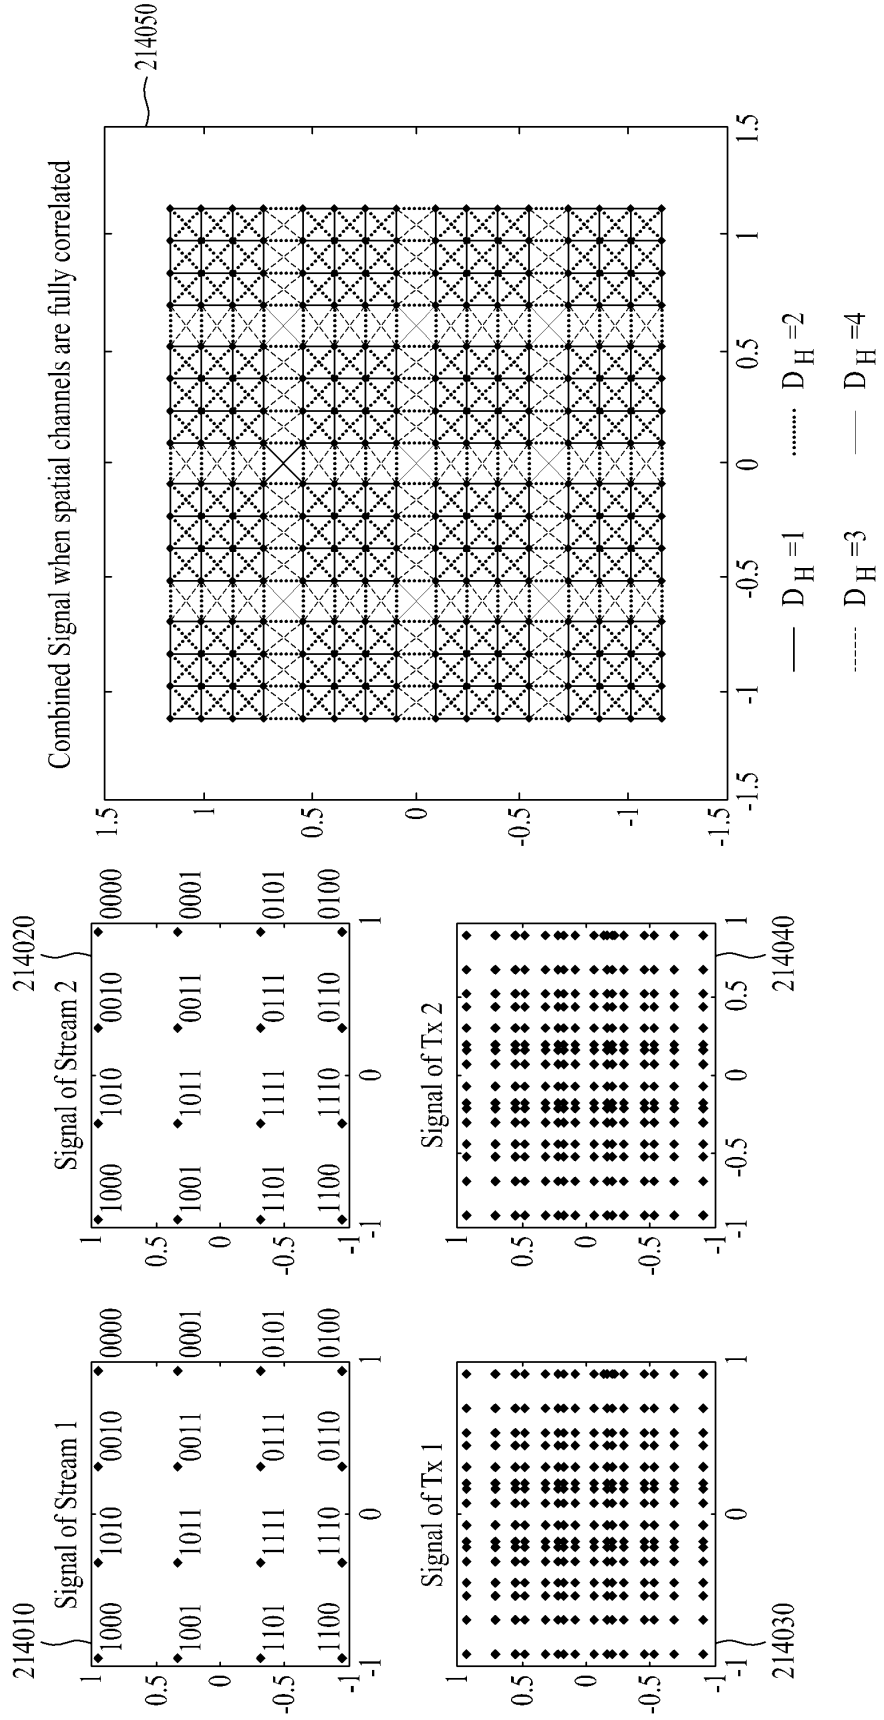 214010
Signal of Stream 1
1
0.5
0
-0.5
-1
1000 1010 0010 0000
1001 1011 0011 0001
1101 1111 0111 0101
1100 1110 0110 0100
-1 0 1
214020
Signal of Stream 2
1
0.5
0
-0.5
-1
1000 1010 0010 0000
1001 1011 0011 0001
1101 1111 0111 0101
1100 1110 0110 0100
-1 0 1
Signal of Tx 1
1
0.5
0
-0.5
-1
-1 0 1
214030
Signal of Tx 2
1
0.5
0
-0.5
-1
-1 -0.5 0 0.5 1
214040
Combined Signal when spatial channels are fully correlated
214050
1.5
1
0.5
0
-0.5
-1
-1.5
-1.5 -1 -0.5 0 0.5 1 1.5
D_H=1 D_H=2
D_H=3 D_H=4